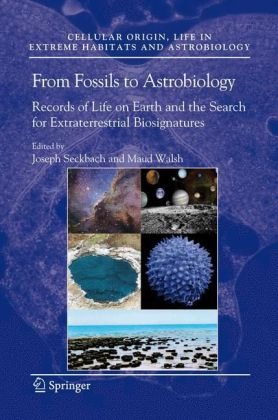 CELLULAR ORIGIN, LIFE IN
EXTREME HABITATS AND ASTROBIOLOGY
From Fossils to Astrobiology
Records of Life on Earth and the Search
for Extraterrestrial Biosignatures
Edited by
Joseph Seckbach and Maud Walsh
Springer